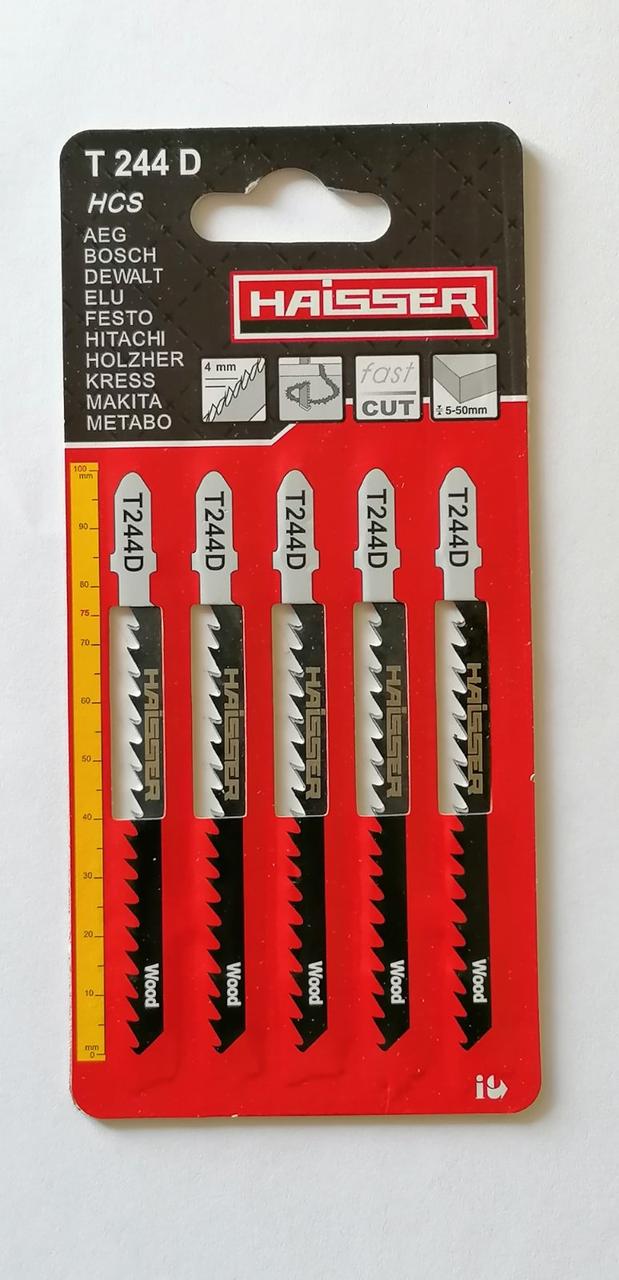 T 244 D
HCS
AEG
BOSCH
DEWALT
ELU
FESTO
HITACHI
HOLZHER
KRESS
MAKITA
METABO
HAISSER
4 mm
fast
CUT
5-50mm
100
mm
90
80
75
70
60
50
40
30
20
10
mm
0
T244D
T244D
T244D
T244D
T244D
HAISSER
HAISSER
HAISSER
HAISSER
HAISSER
Wood
Wood
Wood
Wood
Wood